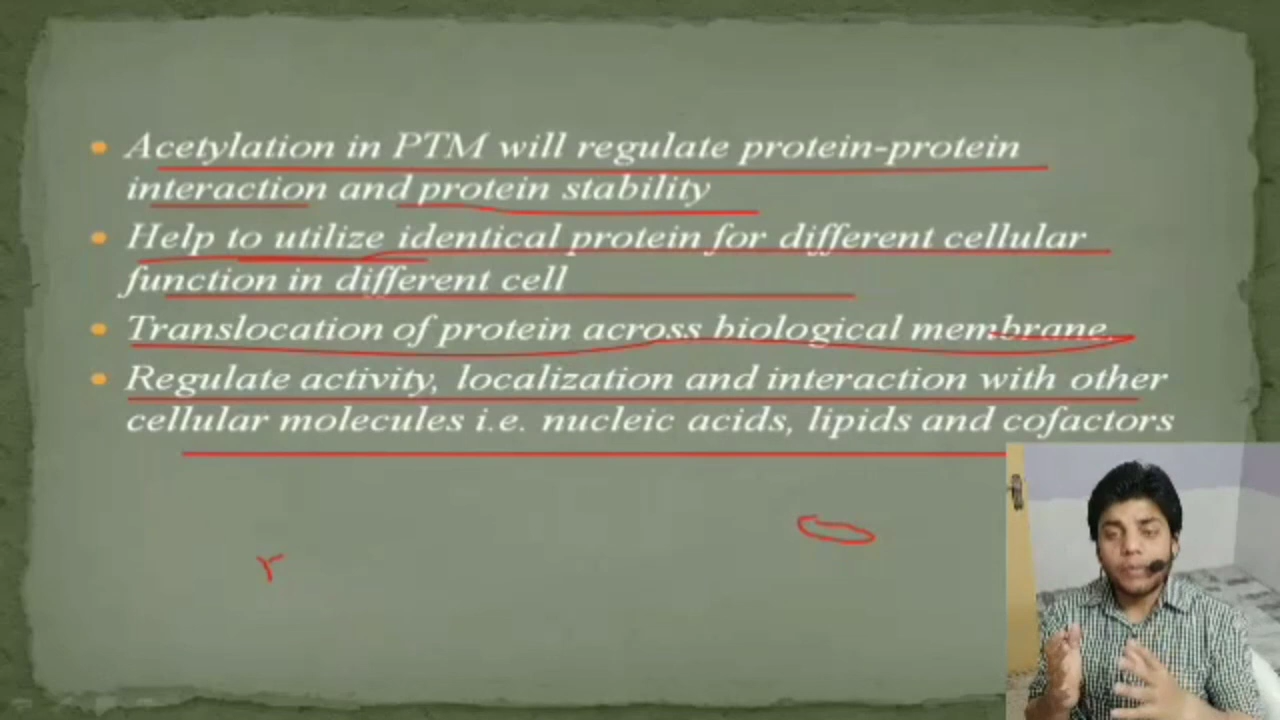 Acetylation in PTM will regulate protein-protein
interaction and protein stability
Help to utilize identical protein for different cellular
function in different cell
Translocation of protein across biological membrane.
Regulate activity, localization and interaction with other
cellular molecules i.e. nucleic acids, lipids and cofactors
r